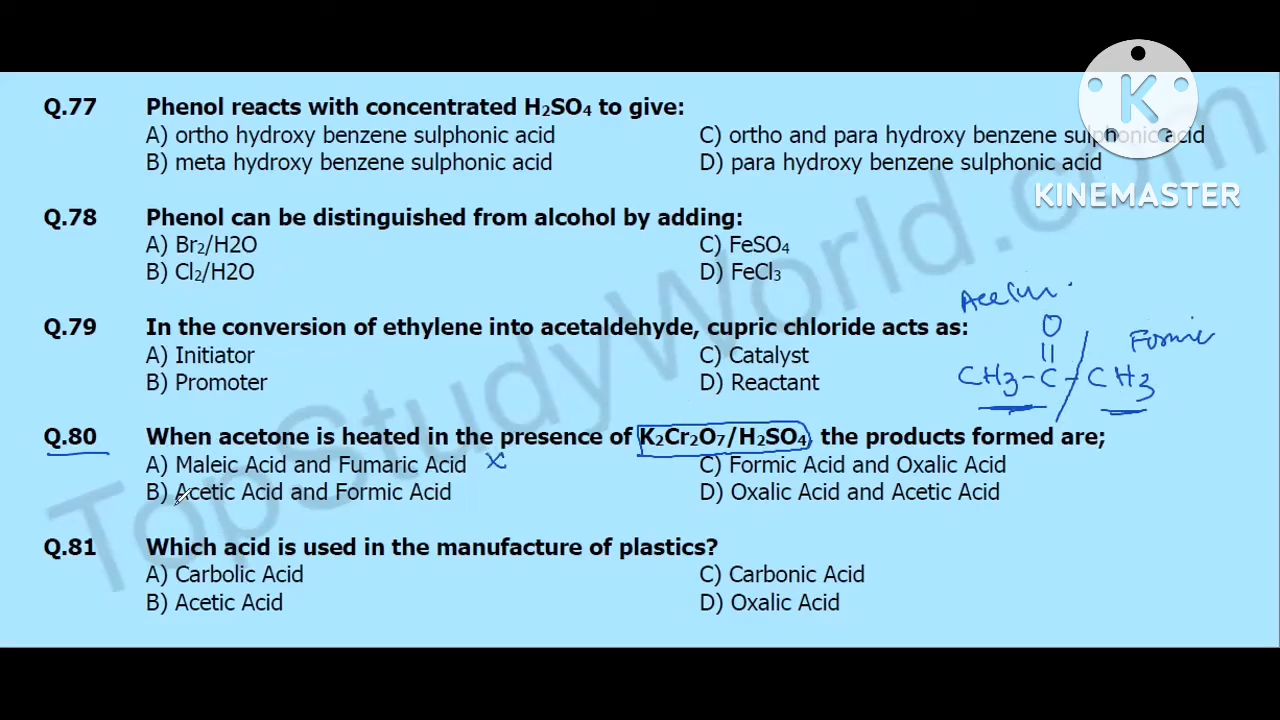 Q.77 Phenol reacts with concentrated H₂SO₄ to give:
A) ortho hydroxy benzene sulphonic acid C) ortho and para hydroxy benzene sulphonic acid
B) meta hydroxy benzene sulphonic acid D) para hydroxy benzene sulphonic acid
K
KINEMASTER
Q.78 Phenol can be distinguished from alcohol by adding:
A) Br₂/H2O C) FeSO₄
B) Cl₂/H2O D) FeCl₃
Q.79 In the conversion of ethylene into acetaldehyde, cupric chloride acts as:
A) Initiator C) Catalyst
B) Promoter D) Reactant
O
Formic
CH3-C-CH3
Q.80 When acetone is heated in the presence of K₂Cr₂O₇/H₂SO₄ the products formed are;
A) Maleic Acid and Fumaric Acid x C) Formic Acid and Oxalic Acid
B) Acetic Acid and Formic Acid D) Oxalic Acid and Acetic Acid
Q.81 Which acid is used in the manufacture of plastics?
A) Carbolic Acid C) Carbonic Acid
B) Acetic Acid D) Oxalic Acid
TopStudyWorld.com